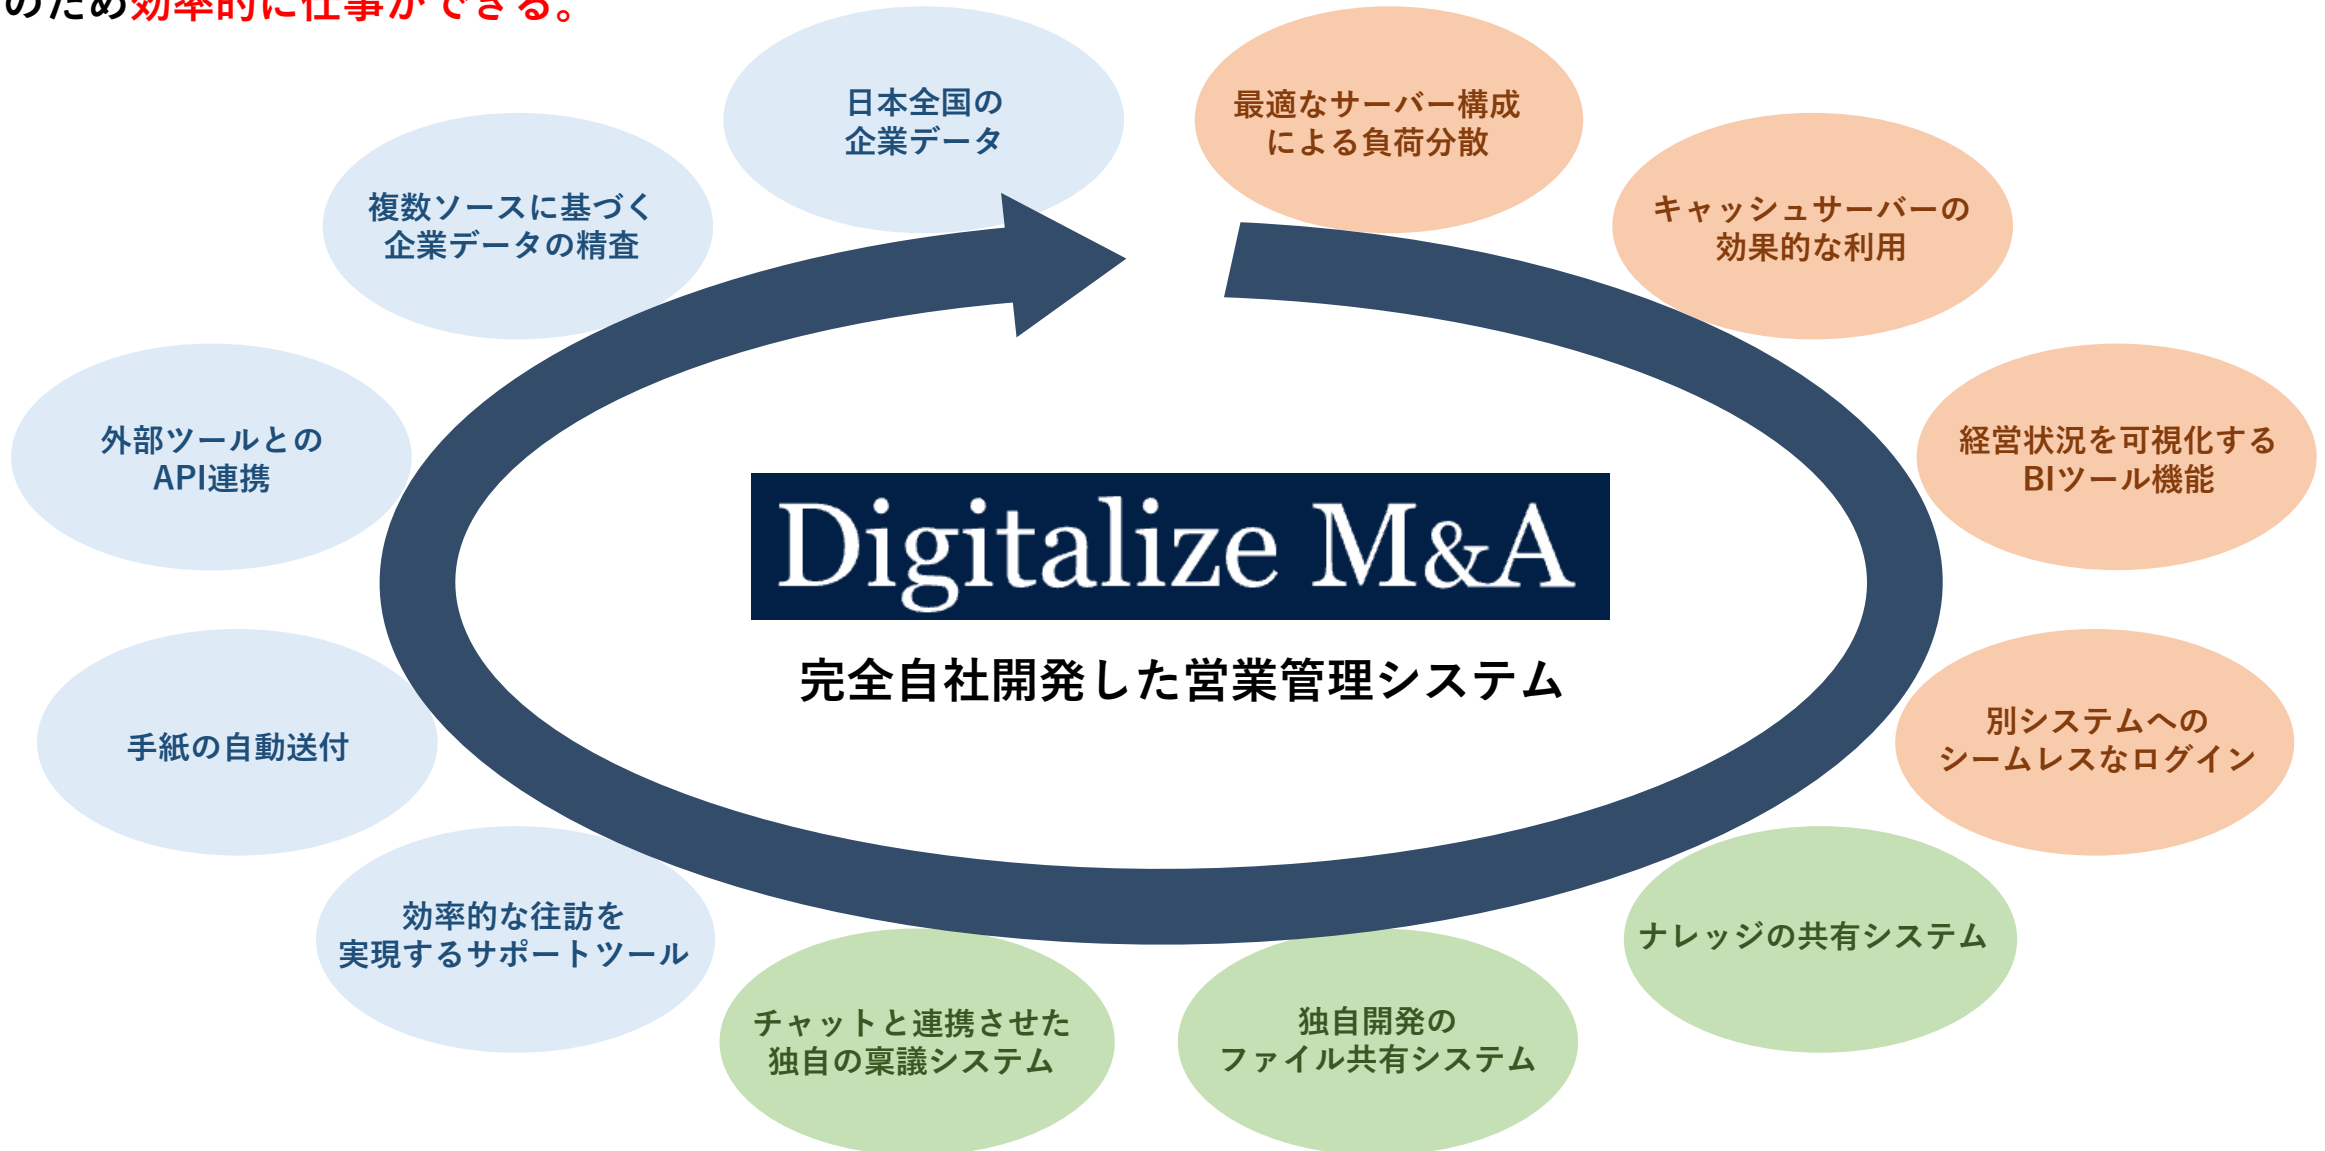 のため効率的に仕事ができる。
日本全国の
企業データ
最適なサーバー構成
による負荷分散
複数ソースに基づく
企業データの精査
キャッシュサーバーの
効果的な利用
外部ツールとの
API連携
経営状況を可視化する
BIツール機能
Digitalize M&A
完全自社開発した営業管理システム
手紙の自動送付
別システムへの
シームレスなログイン
効率的な往訪を
実現するサポートツール
ナレッジの共有システム
チャットと連携させた
独自の稟議システム
独自開発の
ファイル共有システム